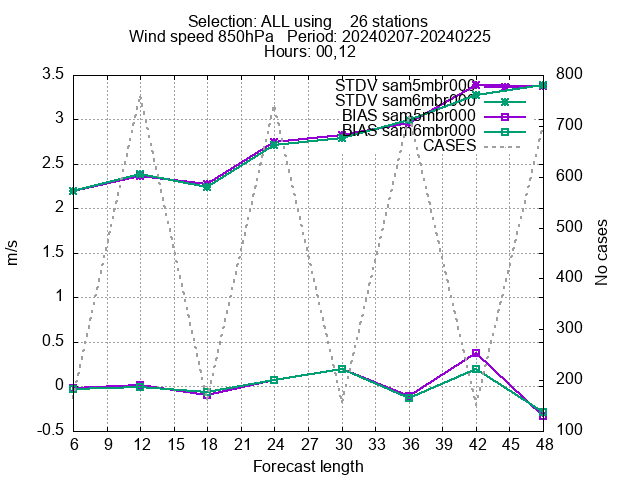 Selection: ALL using 26 stations
Wind speed 850hPa Period: 20240207-20240225
Hours: 00,12
STDV sam5mbr000
STDV sam6mbr000
BIAS sam5mbr000
BIAS sam6mbr000
CASES
3.5
3
2.5
2
1.5
1
0.5
0
-0.5
m/s
800
700
600
500
400
300
200
100
No cases
6 9 12 15 18 21 24 27 30 33 36 39 42 45 48
Forecast length